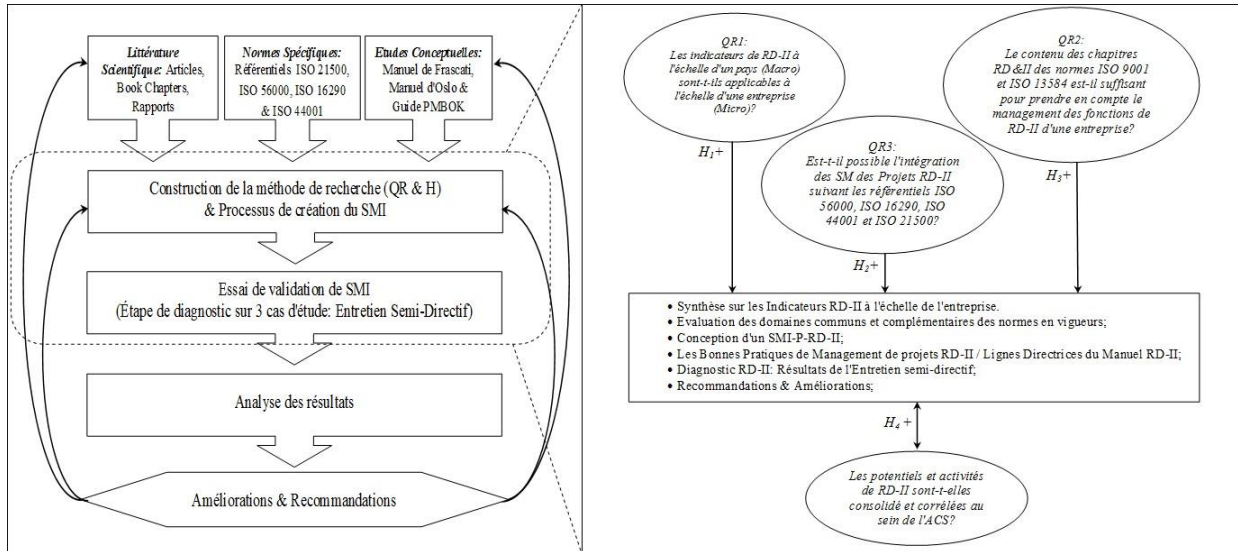 Littérature
Scientifique: Articles,
Book Chapters,
Rapports
Normes Spécifiques:
Référentiels ISO 21500,
ISO 56000, ISO 16290
& ISO 44001
Etudes Conceptuelles:
Manuel de Frascati,
Manuel d'Oslo &
Guide PMBOK
Construction de la méthode de recherche (QR & H)
& Processus de création du SMI
Essai de validation de SMI
(Étape de diagnostic sur 3 cas d'étude: Entretien Semi-Directif)
Analyse des résultats
Améliorations & Recommandations
QR1:
Les indicateurs de RD-II à
l'échelle d'un pays (Macro)
sont-t-ils applicables à
l'échelle d'une entreprise
(Micro)?
QR2:
Le contenu des chapitres
RD&II des normes ISO 9001
et ISO 13584 est-il suffisant
pour prendre en compte le
management des fonctions de
RD-II d'une entreprise?
QR3:
Est-t-il possible l'intégration
des SM des Projets RD-II
suivant les référentiels ISO
56000, ISO 16290, ISO
44001 et ISO 21500?
H1+
H3+
H2+
• Synthèse sur les Indicateurs RD-II à l'échelle de l'entreprise.
• Evaluation des domaines communs et complémentaires des normes en vigueurs;
• Conception d'un SMI-P-RD-II;
• Les Bonnes Pratiques de Management de projets RD-II / Lignes Directrices du Manuel RD-II;
• Diagnostic RD-II: Résultats de l'Entretien semi-directif;
• Recommandations & Améliorations;
H4 +
Les potentiels et activités
de RD-II sont-t-elles
consolidé et corrélées au
sein de l'ACS?